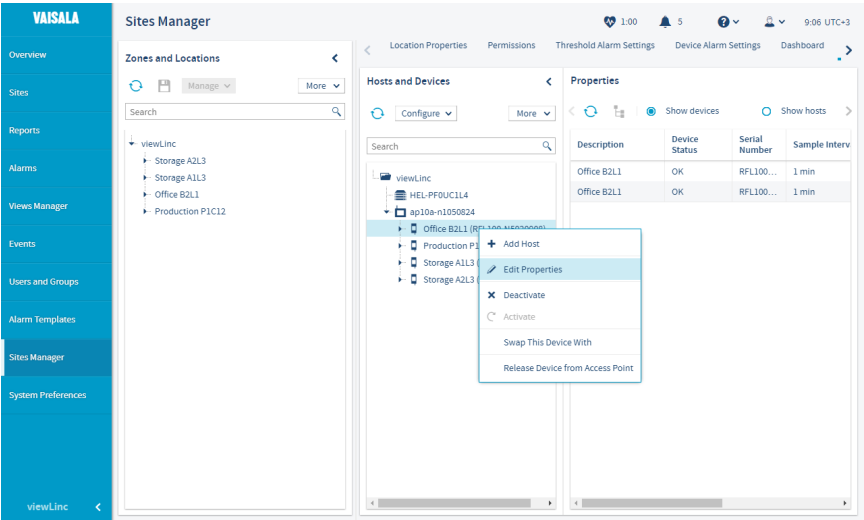 VAISALA
Sites Manager
1:00
5
9:06 UTC+3
Overview
Sites
Reports
Alarms
Views Manager
Events
Users and Groups
Alarm Templates
Sites Manager
System Preferences
viewLinc
Zones and Locations
Manage
More
Search
viewLinc
Storage A2L3
Storage A1L3
Office B2L1
Production P1C12
Location Properties Permissions Threshold Alarm Settings Device Alarm Settings Dashboard
Hosts and Devices
Configure
More
Search
viewLinc
HEL-PF0UC1L4
ap10a-n1050824
Office B2L1
Production P1
Storage A1L3 (
Storage A2L3 (
Add Host
Edit Properties
Deactivate
Activate
Swap This Device With
Release Device from Access Point
Properties
Show devices Show hosts
Description Device Status Serial Number Sample Interv
Office B2L1 OK RFL100... 1 min
Office B2L1 OK RFL100... 1 min